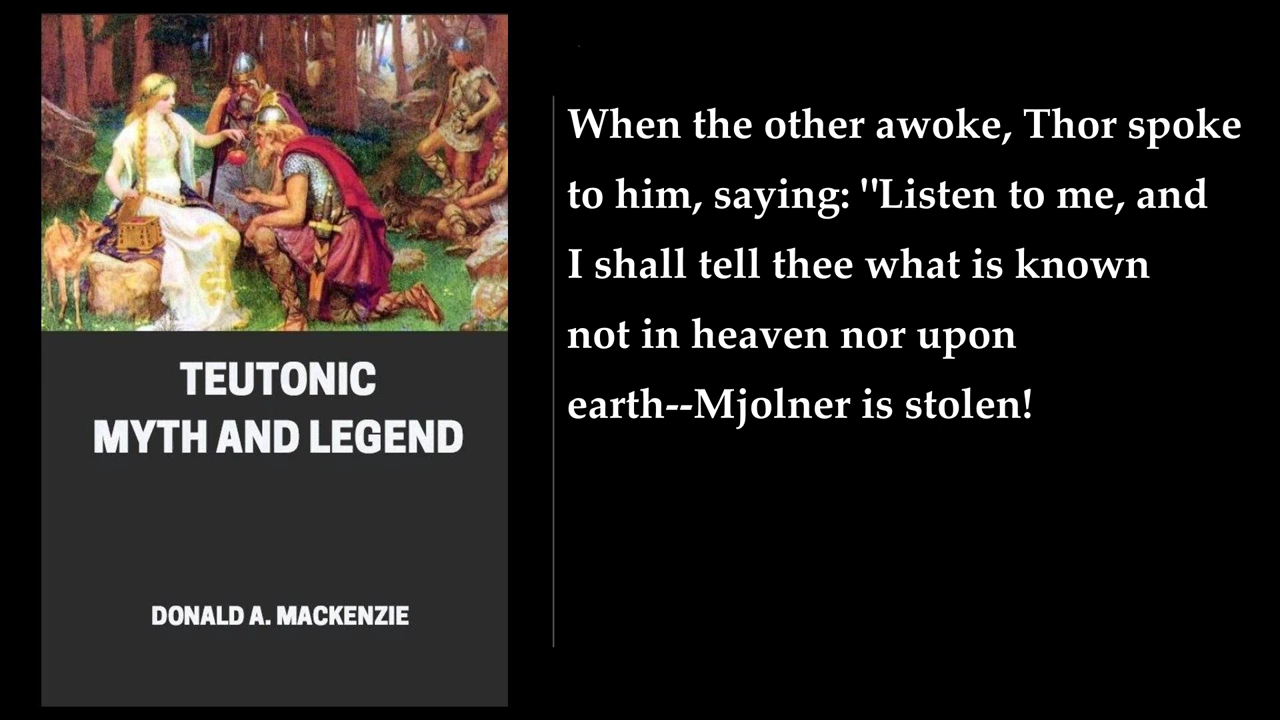 TEUTONIC
MYTH AND LEGEND
DONALD A. MACKENZIE
When the other awoke, Thor spoke
to him, saying: "Listen to me, and
I shall tell thee what is known
not in heaven nor upon
earth--Mjolner is stolen!